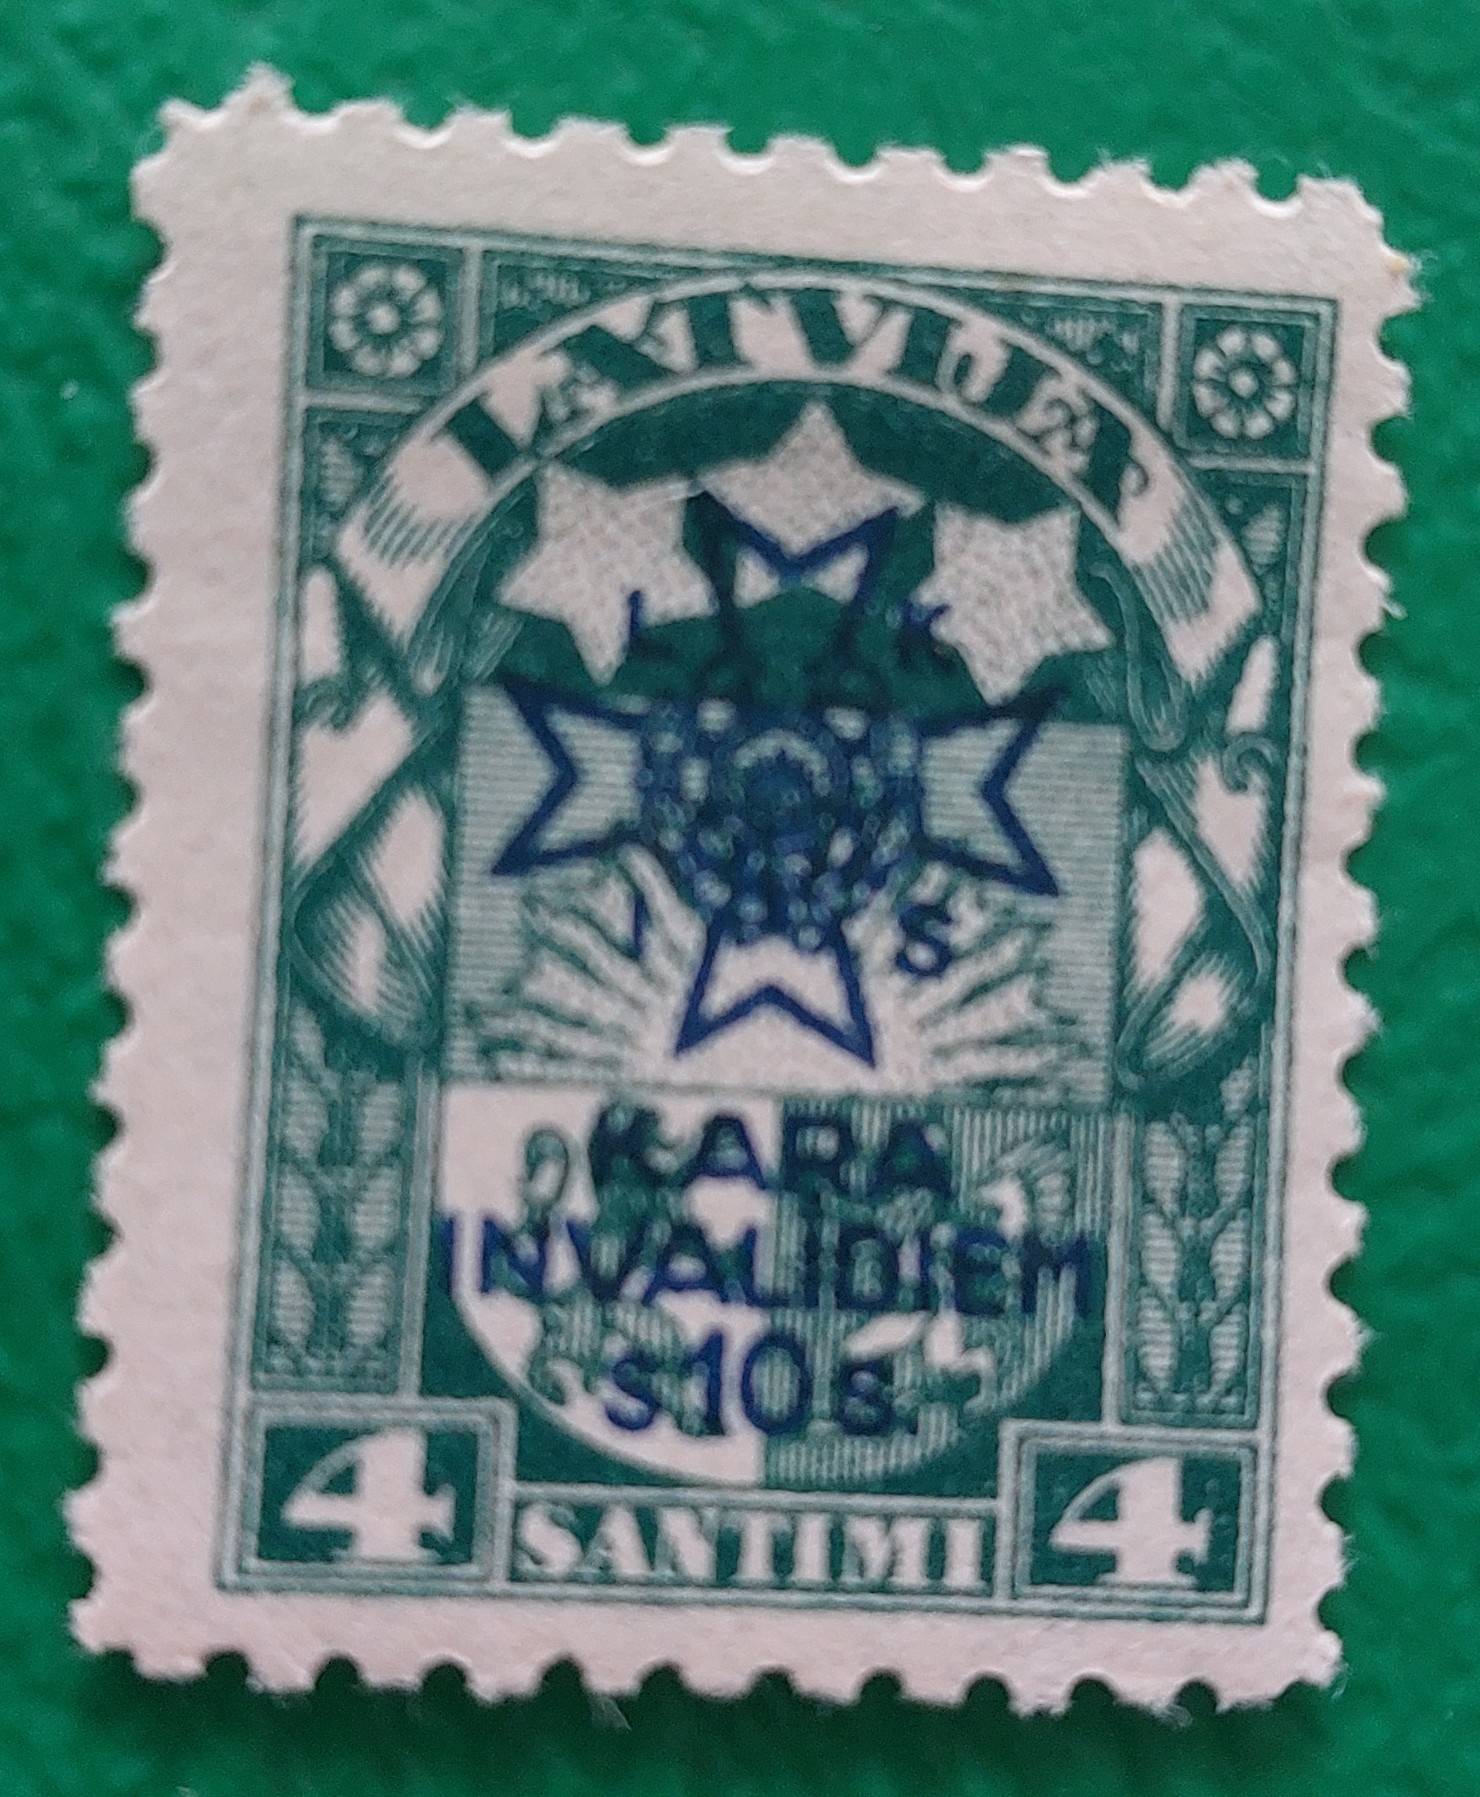 LATVIJA
L K
I S
KARA
INVALIDIEM
S 10 S.
4 SANTIMI 4